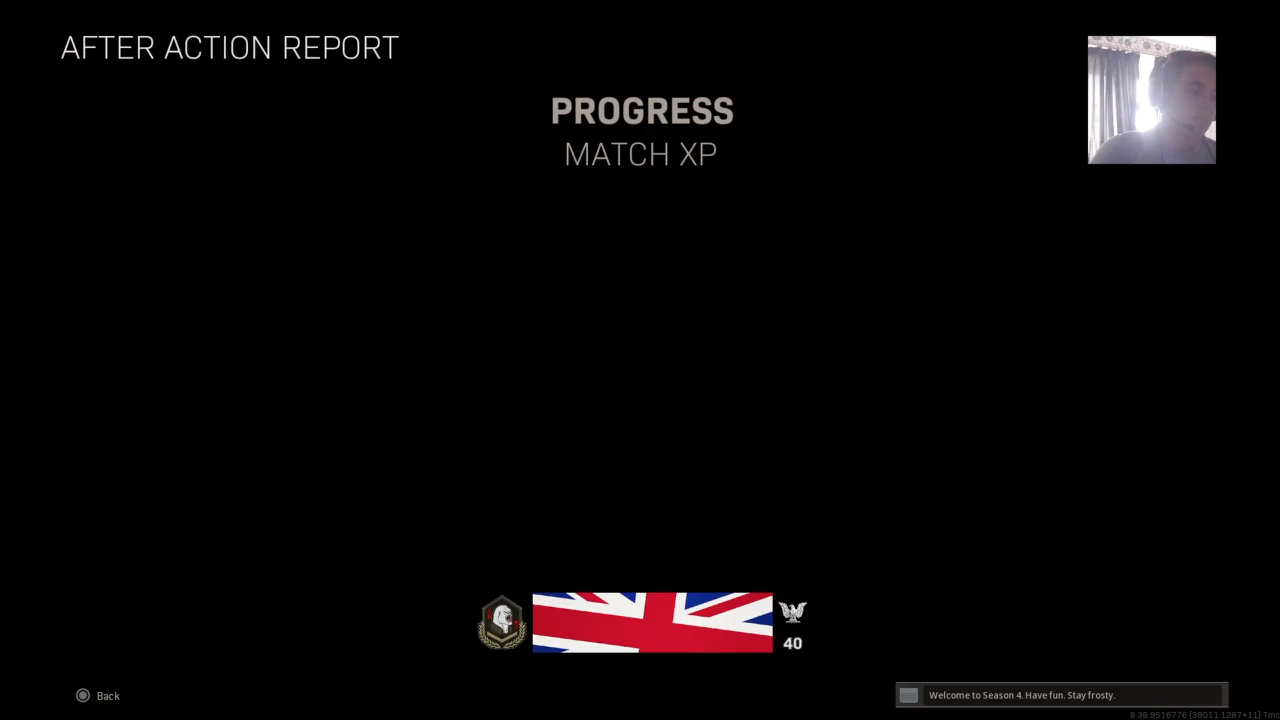 AFTER ACTION REPORT
PROGRESS
MATCH XP
40
Back
Welcome to Season 4. Have fun. Stay frosty.